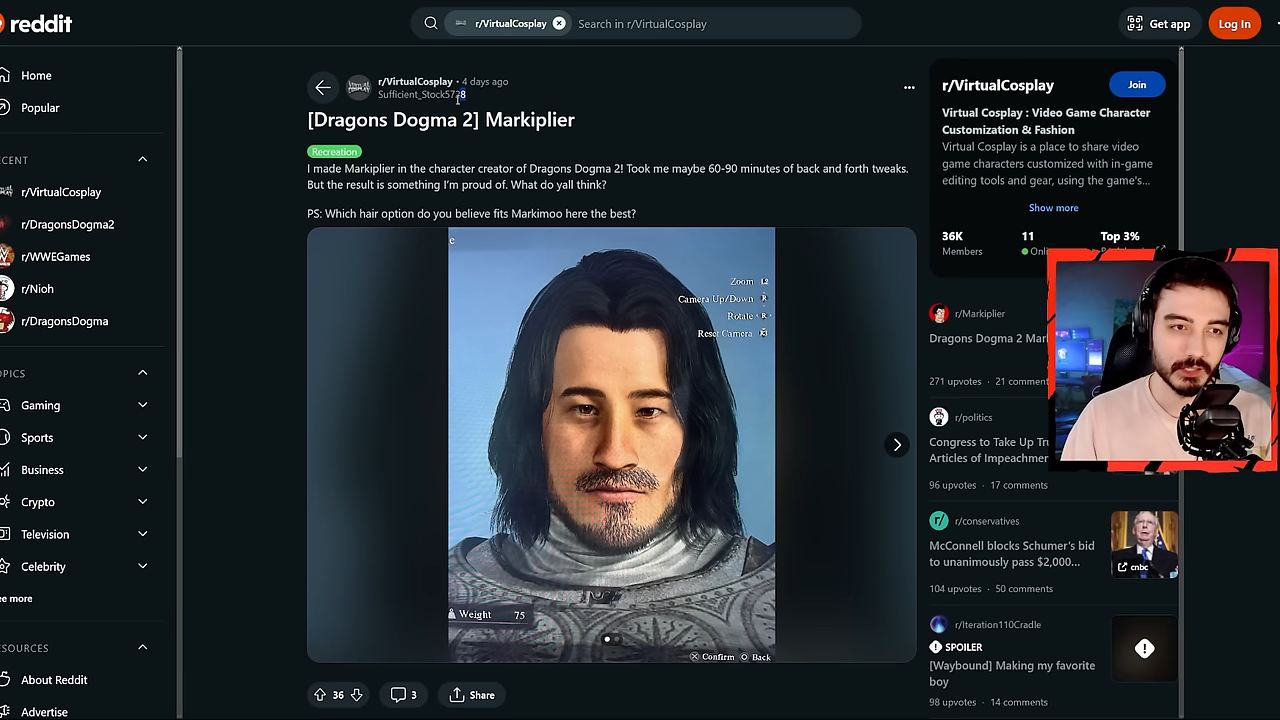 reddit
r/VirtualCosplay
Search in r/VirtualCosplay
Get app
Log In
Home
Popular
ECENT
r/VirtualCosplay
r/DragonsDogma2
r/WWEGames
r/Nioh
r/DragonsDogma
OPICS
Gaming
Sports
Business
Crypto
Television
Celebrity
ee more
ESOURCES
About Reddit
Advertise
r/VirtualCosplay • 4 days ago
Sufficient_Stock5728
[Dragons Dogma 2] Markiplier
Recreation
I made Markiplier in the character creator of Dragons Dogma 2! Took me maybe 60-90 minutes of back and forth tweaks.
But the result is something I'm proud of. What do yall think?
PS: Which hair option do you believe fits Markimoo here the best?
e
Zoom L2
Camera Up/Down R
Rotate R
Reset Camera R3
Weight 75
Confirm Back
36
3
Share
r/VirtualCosplay
Join
Virtual Cosplay : Video Game Character
Customization & Fashion
Virtual Cosplay is a place to share video
game characters customized with in-game
editing tools and gear, using the game's...
Show more
36K
11
Top 3%
Members
Onli
r/Markiplier
Dragons Dogma 2 Mar
271 upvotes · 21 comment
r/politics
Congress to Take Up Tr
Articles of Impeachmen
96 upvotes · 17 comments
r/conservatives
McConnell blocks Schumer's bid
to unanimously pass $2,000...
cnbc
104 upvotes · 50 comments
r/Iteration110Cradle
SPOILER
[Waybound] Making my favorite
boy
98 upvotes · 14 comments